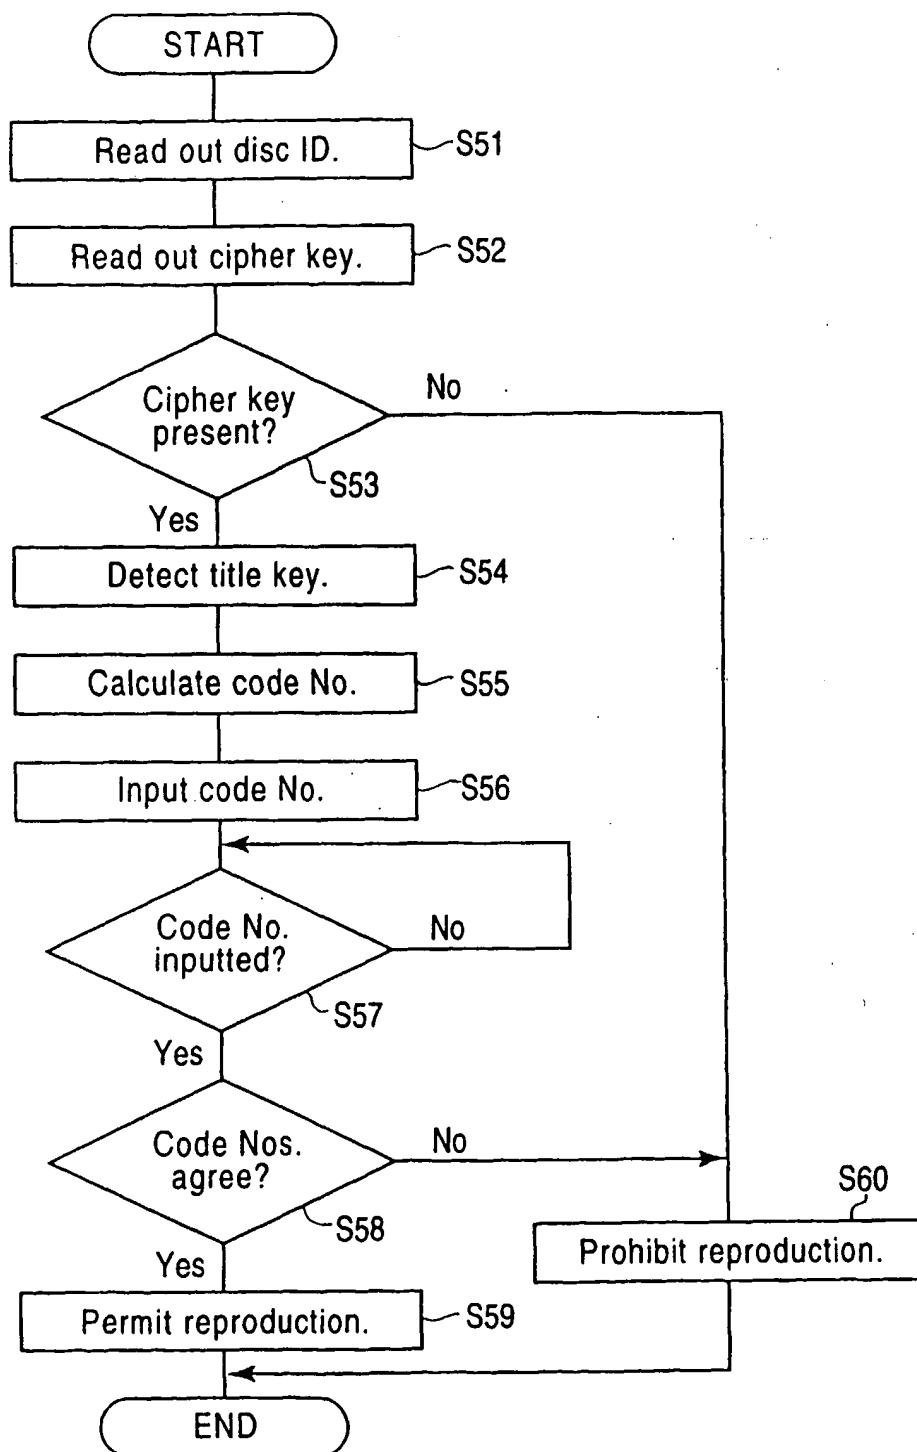 START
Read out disc ID.
S51
Read out cipher key.
S52
Cipher key
present?
No
S53
Yes
Detect title key.
S54
Calculate code No.
S55
Input code No.
S56
Code No.
inputted?
No
S57
Yes
Code Nos.
agree?
No
S58
S60
Prohibit reproduction.
Yes
Permit reproduction.
S59
END